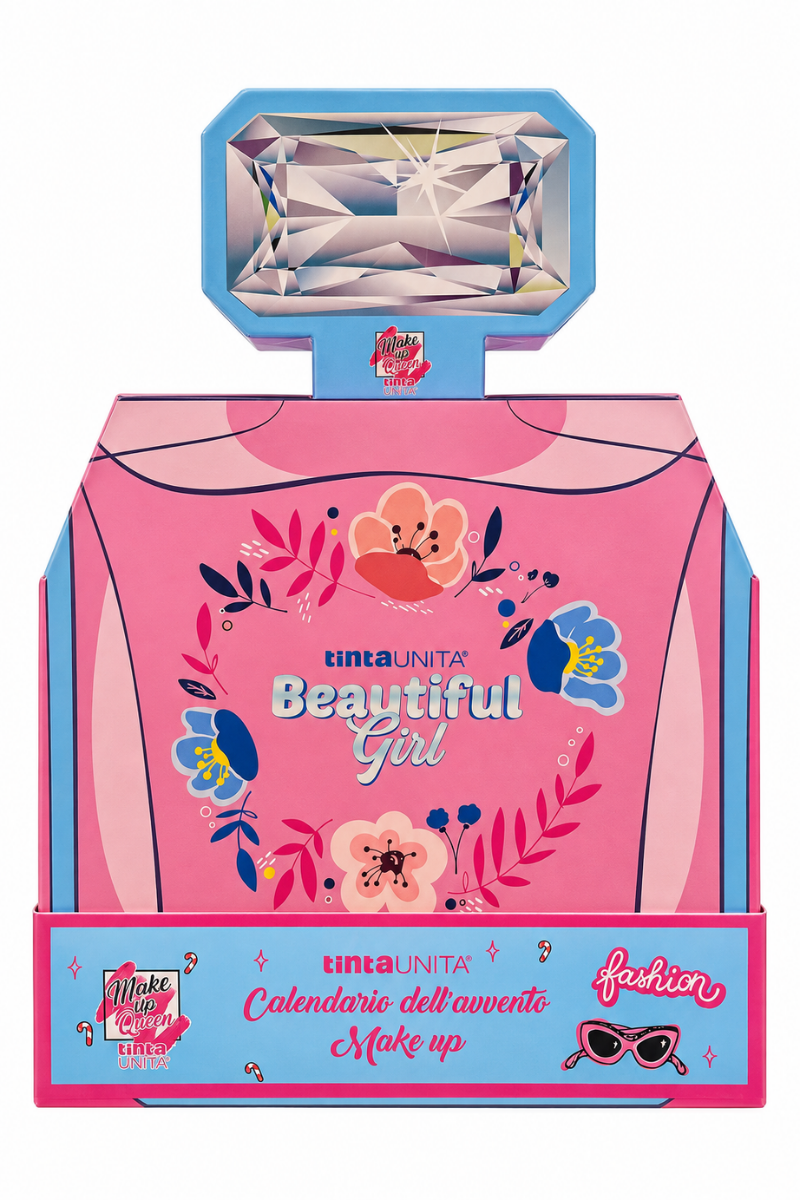 Make
up
Queen
tinta
UNITA®
tintaUNITA®
Beautiful
Girl
tintaUNITA®
Calendario dell'avvento
Make up
Make
up
Queen
tinta
UNITA®
fashion